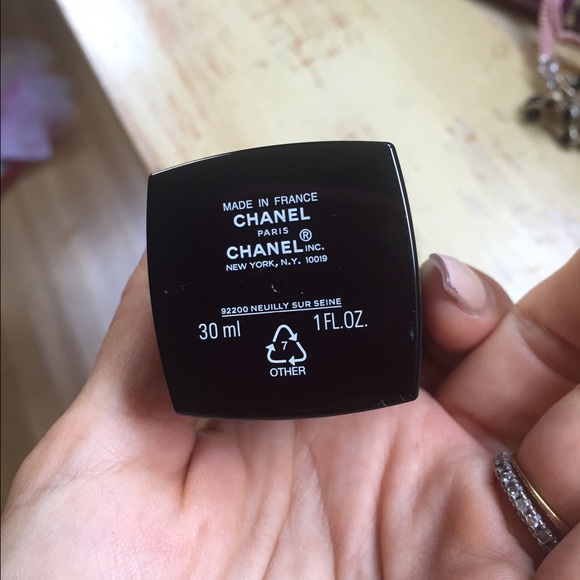 MADE IN FRANCE
CHANEL
PARIS
CHANEL® INC.
NEW YORK, N.Y. 10019
92200 NEUILLY SUR SEINE
30 ml 1 FL.OZ.
7
OTHER